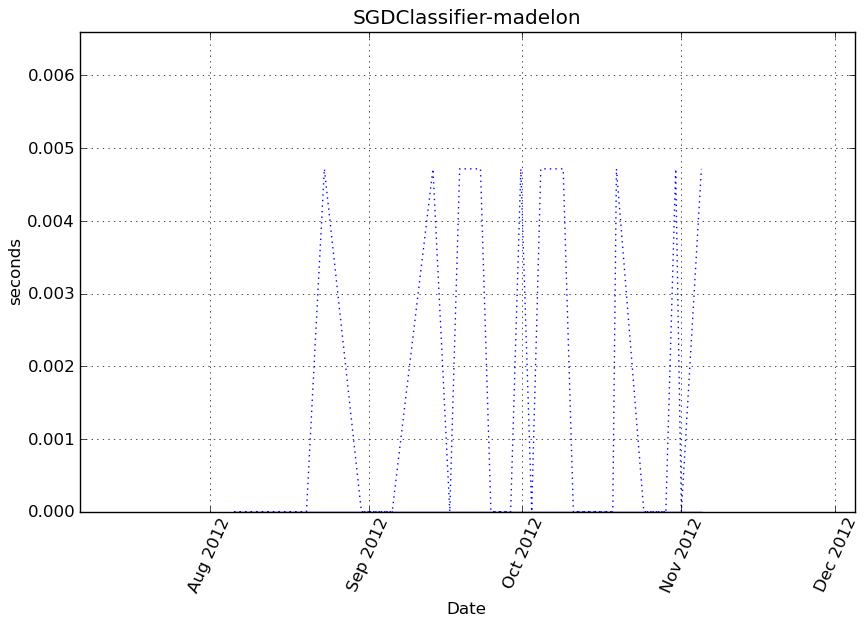 SGDClassifier-madelon
0.006
0.005
0.004
0.003
0.002
0.001
0.000
seconds
Aug 2012
Sep 2012
Oct 2012
Nov 2012
Dec 2012
Date